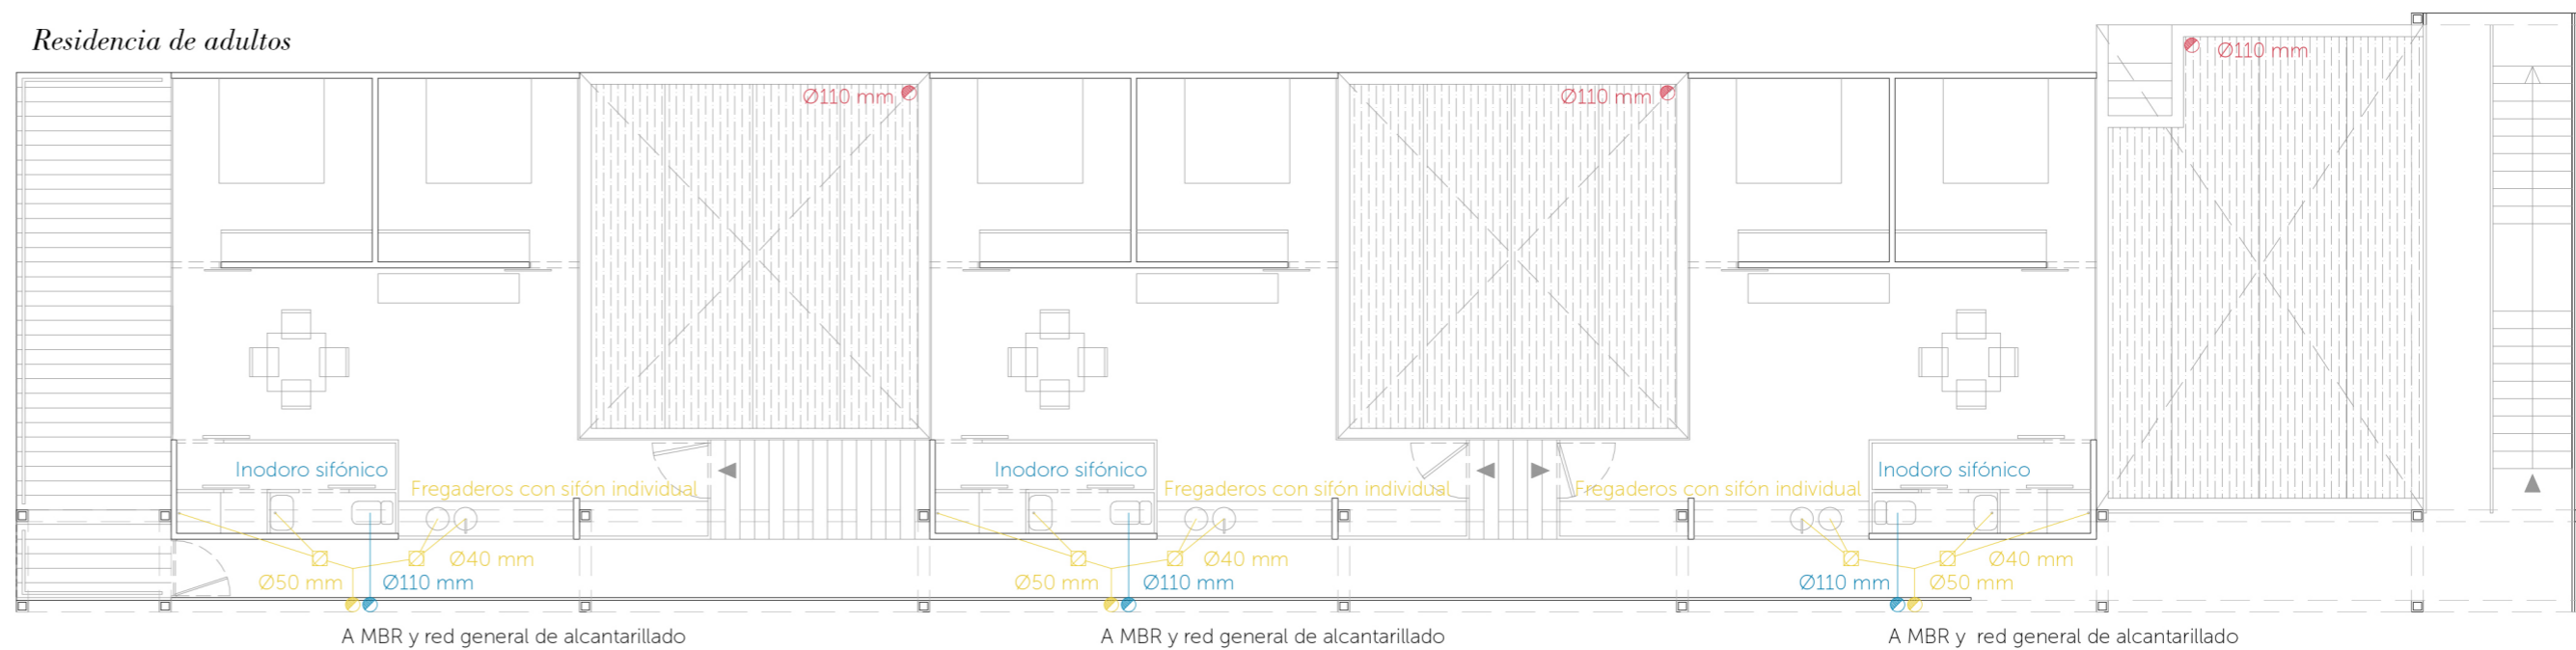 Residencia de adultos
Ø110 mm
Ø110 mm
Ø110 mm
Inodoro sifónico
Fregaderos con sifón individual
Inodoro sifónico
Fregaderos con sifón individual
Fregaderos con sifón individual
Inodoro sifónico
Ø40 mm
Ø50 mm
Ø110 mm
Ø40 mm
Ø50 mm
Ø110 mm
Ø40 mm
Ø110 mm
Ø50 mm
A MBR y red general de alcantarillado
A MBR y red general de alcantarillado
A MBR y red general de alcantarillado